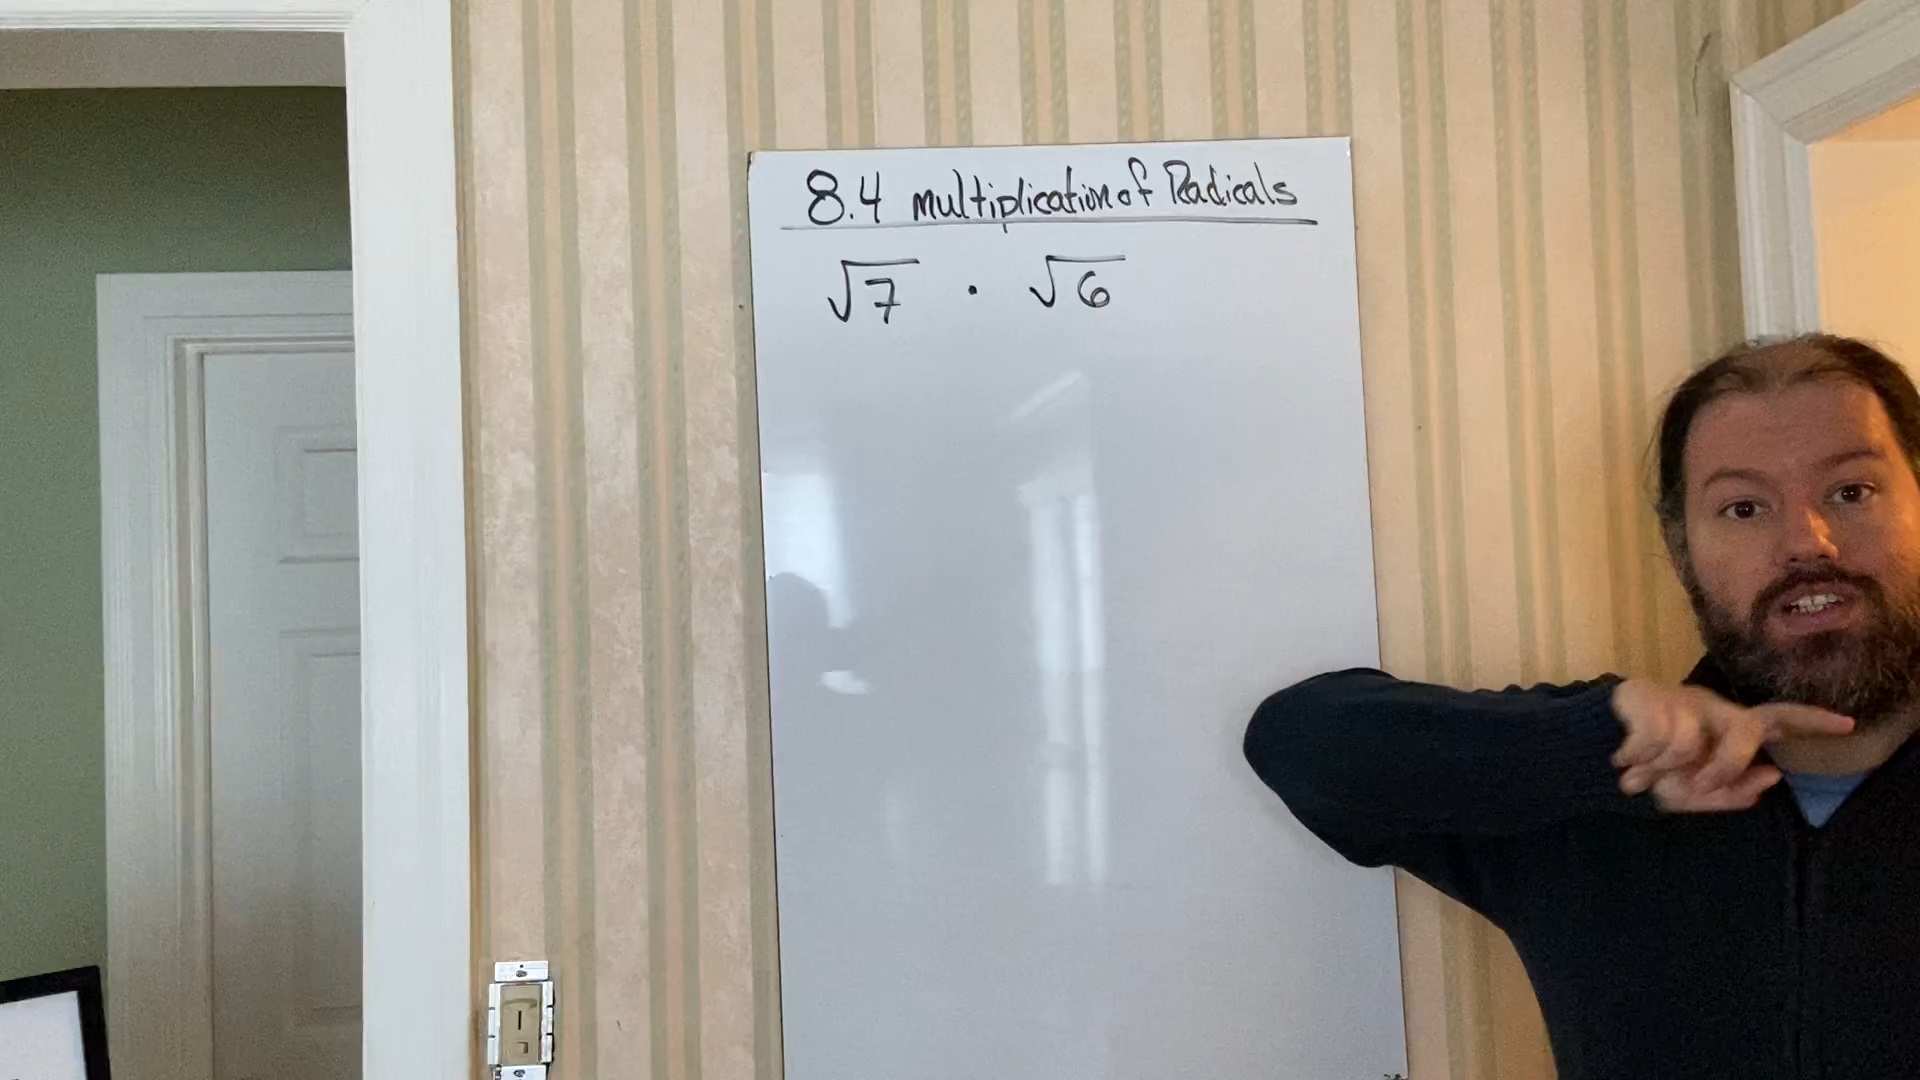 8.4 multiplication of Radicals
√7 · √6